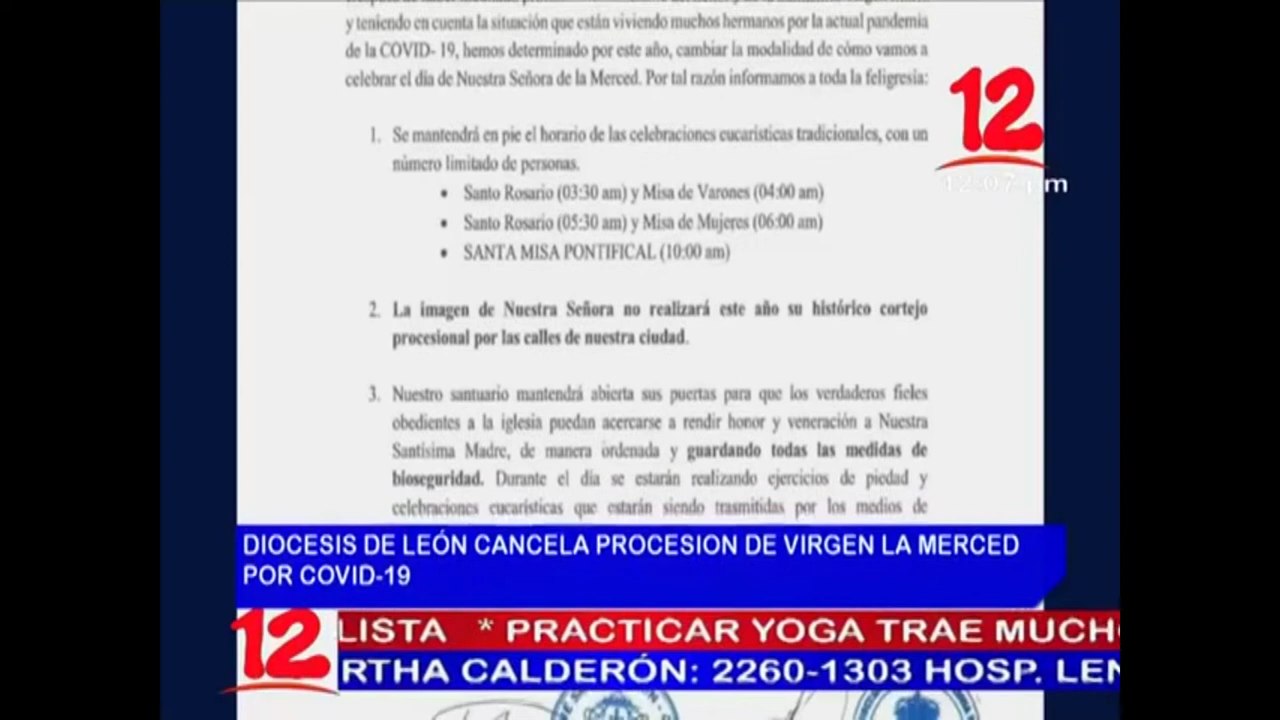 y teniendo en cuenta la situación que están viviendo muchos hermanos por la actual pandemia
de la COVID- 19, hemos determinado por este año, cambiar la modalidad de cómo vamos a
celebrar el día de Nuestra Señora de la Merced. Por tal razón informamos a toda la feligresía:
12
12:07 pm
1. Se mantendrá en pie el horario de las celebraciones eucarísticas tradicionales, con un
número limitado de personas.
• Santo Rosario (03:30 am) y Misa de Varones (04:00 am)
• Santo Rosario (05:30 am) y Misa de Mujeres (06:00 am)
• SANTA MISA PONTIFICAL (10:00 am)
2. La imagen de Nuestra Señora no realizará este año su histórico cortejo
procesional por las calles de nuestra ciudad.
3. Nuestro santuario mantendrá abierta sus puertas para que los verdaderos fieles
obedientes a la iglesia puedan acercarse a rendir honor y veneración a Nuestra
Santísima Madre, de manera ordenada y guardando todas las medidas de
bioseguridad. Durante el día se estarán realizando ejercicios de piedad y
celebraciones eucarísticas que estarán siendo trasmitidas por los medios de
DIOCESIS DE LEÓN CANCELA PROCESION DE VIRGEN LA MERCED
POR COVID-19
12
LISTA * PRACTICAR YOGA TRAE MUCH
RTHA CALDERÓN: 2260-1303 HOSP. LEN